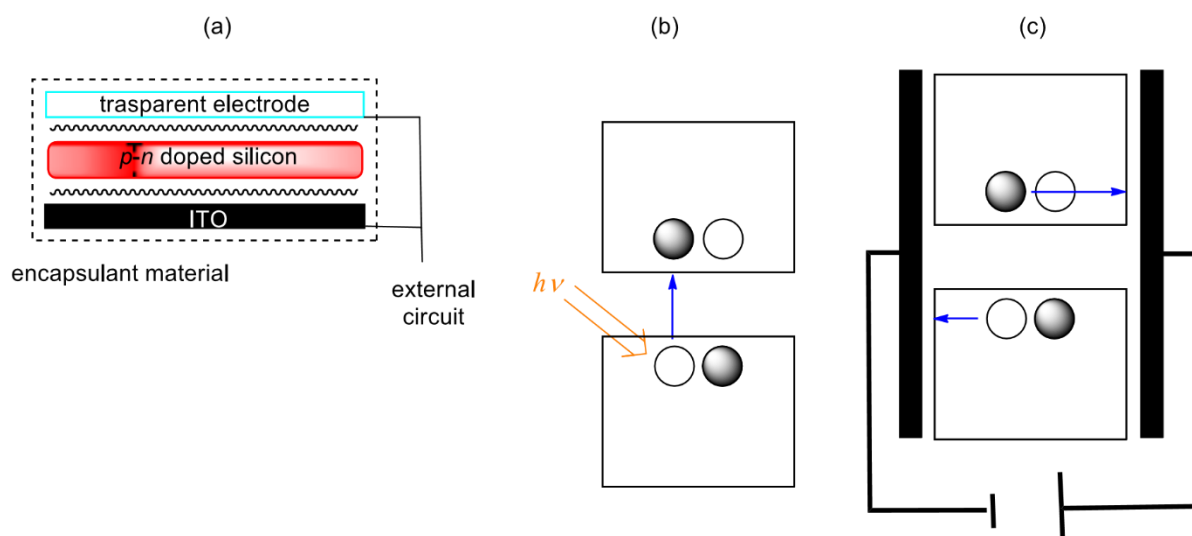 (a)
(b)
(c)
trasparent electrode
p-n doped silicon
ITO
encapsulant material
external
circuit
hν